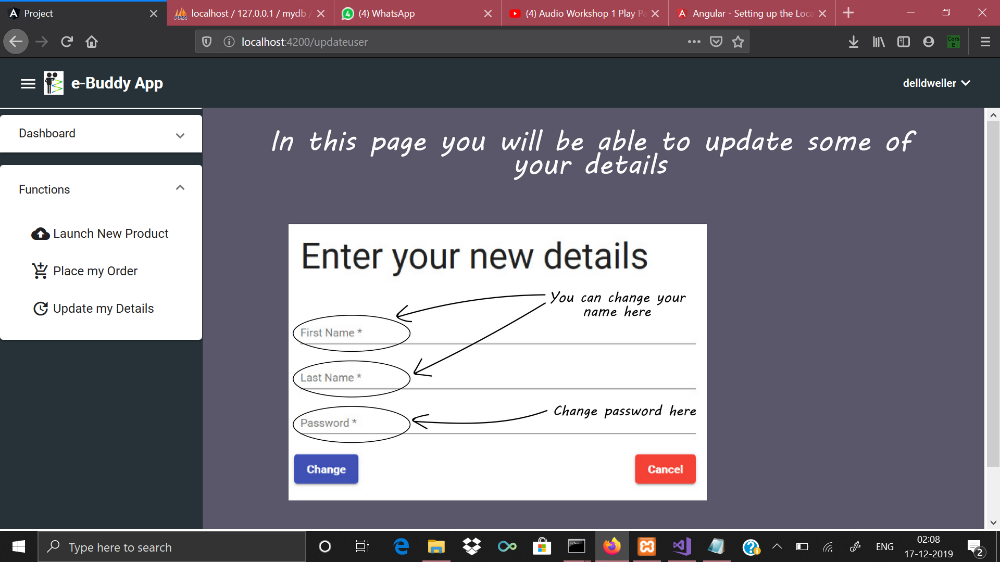 Project
localhost / 127.0.0.1 / mydb /
(4) WhatsApp
(4) Audio Workshop 1 Play Pa
Angular - Setting up the Loca
localhost:4200/updateuser
Cors
E
e-Buddy App
delldweller
Dashboard
Functions
Launch New Product
Place my Order
Update my Details
In this page you will be able to update some of
your details
Enter your new details
You can change your
name here
First Name *
Last Name *
Change password here
Password *
Change
Cancel
Type here to search
ENG
02:08
17-12-2019
2